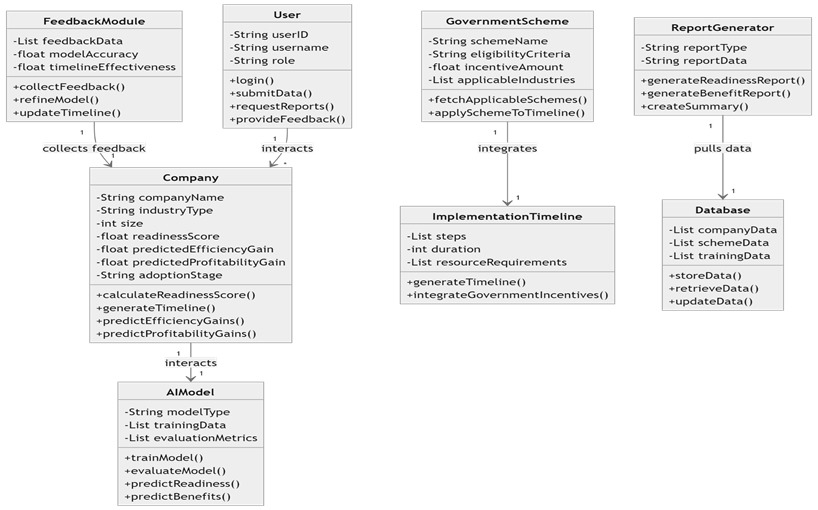 FeedbackModule
-List feedbackData
-float modelAccuracy
-float timelineEffectiveness
+collectFeedback()
+refineModel()
+updateTimeline()
User
-String userID
-String username
-String role
+login()
+submitData()
+requestReports()
+provideFeedback()
GovernmentScheme
-String schemeName
-String eligibilityCriteria
-float incentiveAmount
-List applicableIndustries
+fetchApplicableSchemes()
+applySchemeToTimeline()
ReportGenerator
-String reportType
-String reportData
+generateReadinessReport()
+generateBenefitReport()
+createSummary()
1
collects feedback
1
1
interacts
*
1
integrates
1
1
pulls data
1
Company
-String companyName
-String industryType
-int size
-float readinessScore
-float predictedEfficiencyGain
-float predictedProfitabilityGain
-String adoptionStage
+calculateReadinessScore()
+generateTimeline()
+predictEfficiencyGains()
+predictProfitabilityGains()
ImplementationTimeline
-List steps
-int duration
-List resourceRequirements
+generateTimeline()
+integrateGovernmentIncentives()
Database
-List companyData
-List schemeData
-List trainingData
+storeData()
+retrieveData()
+updateData()
1
interacts
1
AIModel
-String modelType
-List trainingData
-List evaluationMetrics
+trainModel()
+evaluateModel()
+predictReadiness()
+predictBenefits()